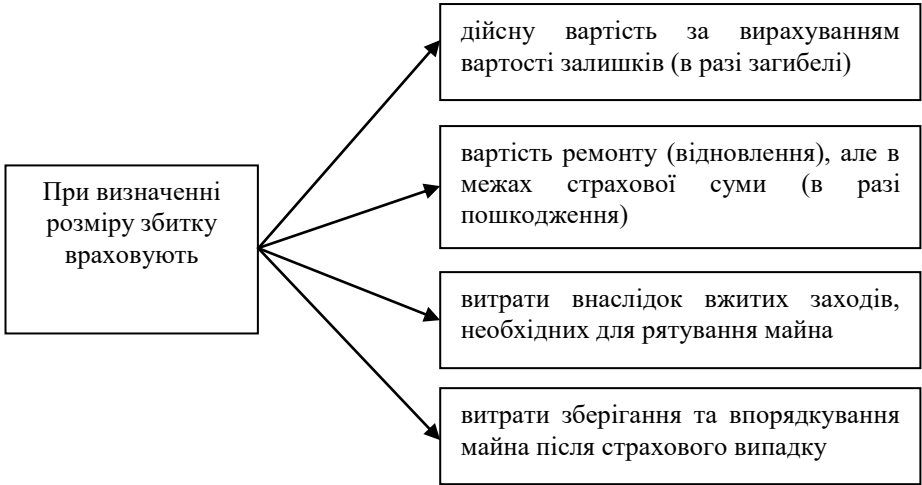 При визначенні
розміру збитку
враховують
дійсну вартість за вирахуванням
вартості залишків (в разі загибелі)
вартість ремонту (відновлення), але в
межах страхової суми (в разі
пошкодження)
витрати внаслідок вжитих заходів,
необхідних для рятування майна
витрати зберігання та впорядкування
майна після страхового випадку